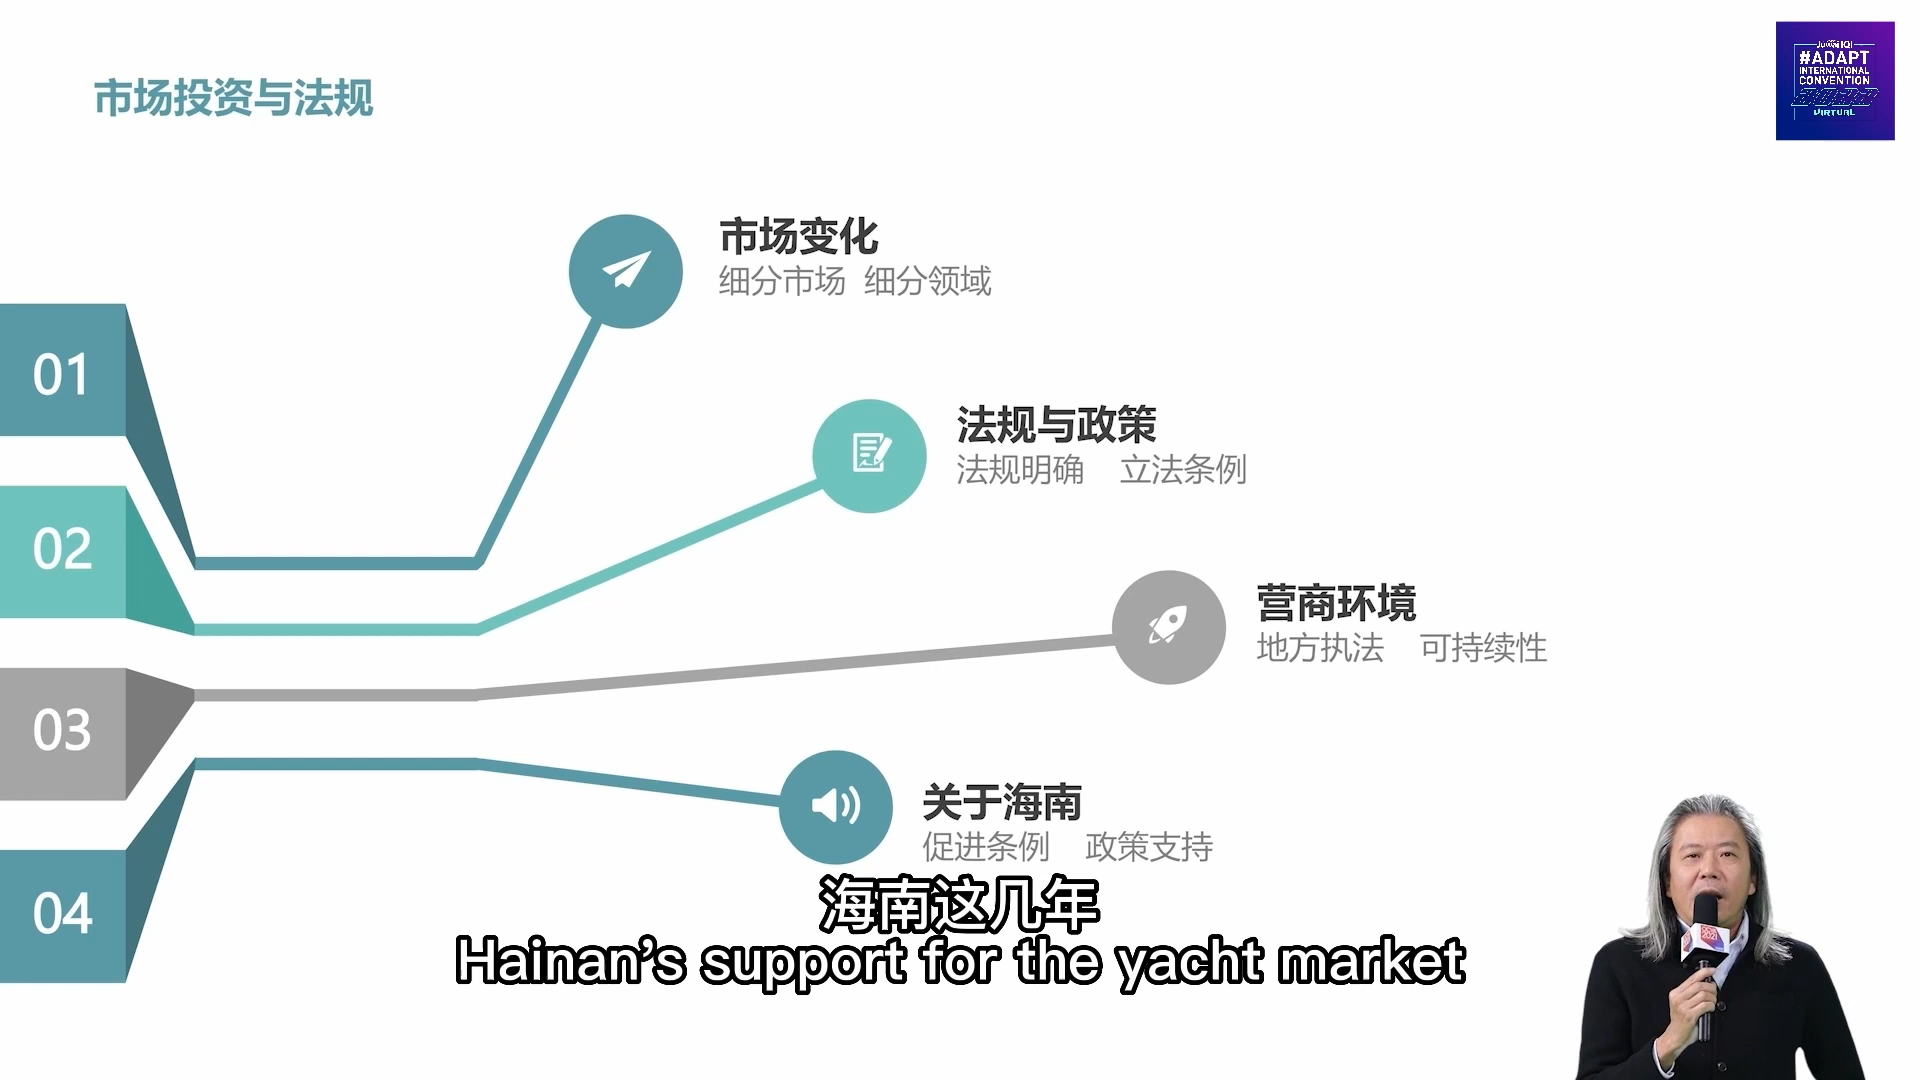 市场投资与法规
#ADAPT
INTERNATIONAL
CONVENTION
VIRTUAL
01
市场变化
细分市场 细分领域
02
法规与政策
法规明确 立法条例
03
营商环境
地方执法 可持续性
04
关于海南
促进条例 政策支持
海南这几年
Hainan's support for the yacht market